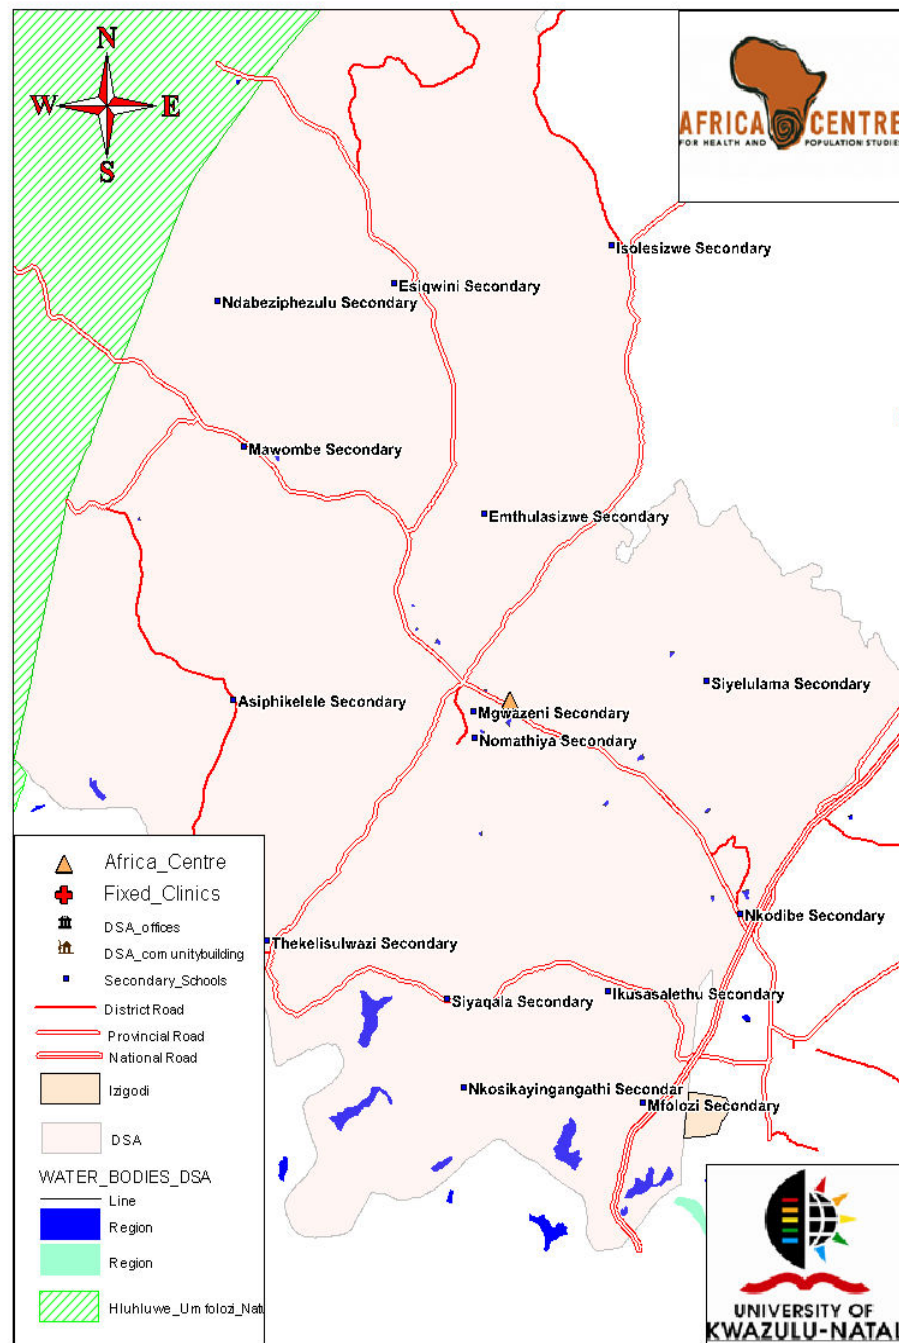 N
W E
S
AFRICA CENTRE
FOR HEALTH AND POPULATION STUDIES
Isolesizwe Secondary
Esiqwini Secondary
Ndabeziphezulu Secondary
Mawombe Secondary
Emthulasizwe Secondary
Siyelulama Secondary
Asiphikelele Secondary
Mgwazeni Secondary
Nomathiya Secondary
Nkodibe Secondary
Thekelisulwazi Secondary
Siyaqala Secondary
Ikusasalethu Secondary
Nkosikayingangathi Secondar
Mfolozi Secondary
Africa_Centre
Fixed_Clinics
DSA_offices
DSA_comunitybuilding
Secondary_Schools
District Road
Provincial Road
National Road
Izigodi
DSA
WATER_BODIES_DSA
Line
Region
Region
Hluhluwe_Umfolozi_Natu
UNIVERSITY OF
KWAZULU-NATAL